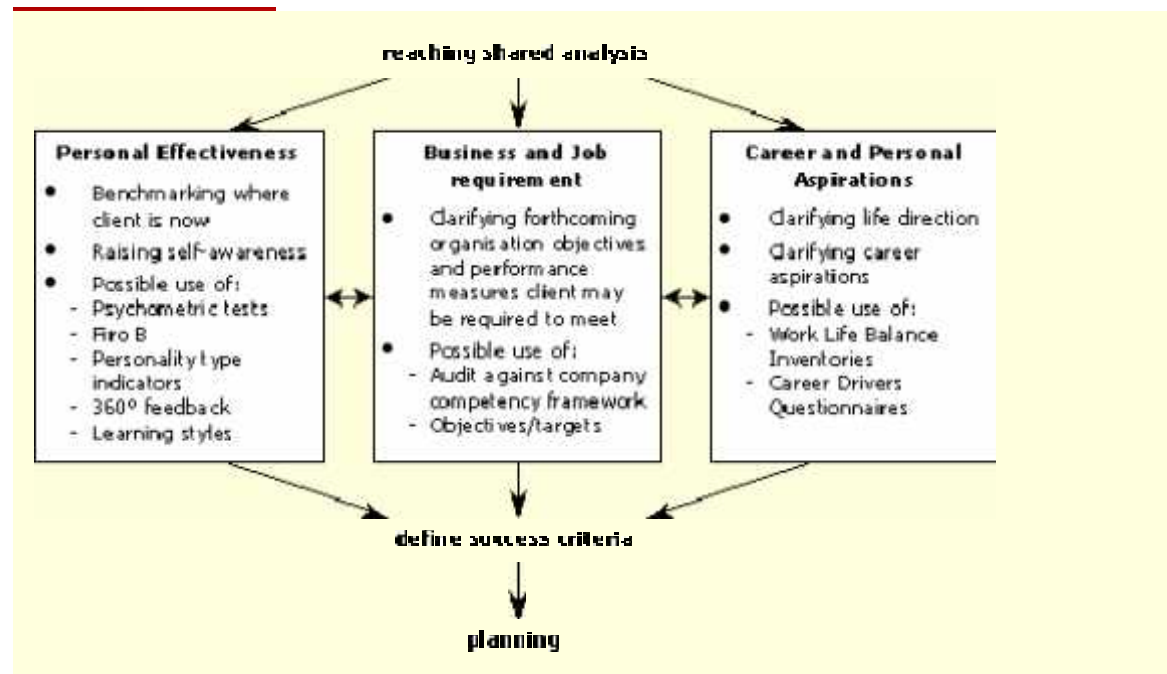 reaching shared analysis
Personal Effectiveness
• Benchmarking where
client is now
• Raising self-awareness
• Possible use of:
- Psychometric tests
- Firo B
- Personality type
indicators
- 360º feedback
- Learning styles
Business and Job
requirement
• Clarifying forthcoming
organisation objectives
and performance
measures client may
be required to meet
• Possible use of:
- Audit against company
competency framework
- Objectives/targets
Career and Personal
Aspirations
• Clarifying life direction
• Clarifying career
aspirations
• Possible use of:
- Work Life Balance
Inventories
- Career Drivers
Questionnaires
define success criteria
planning